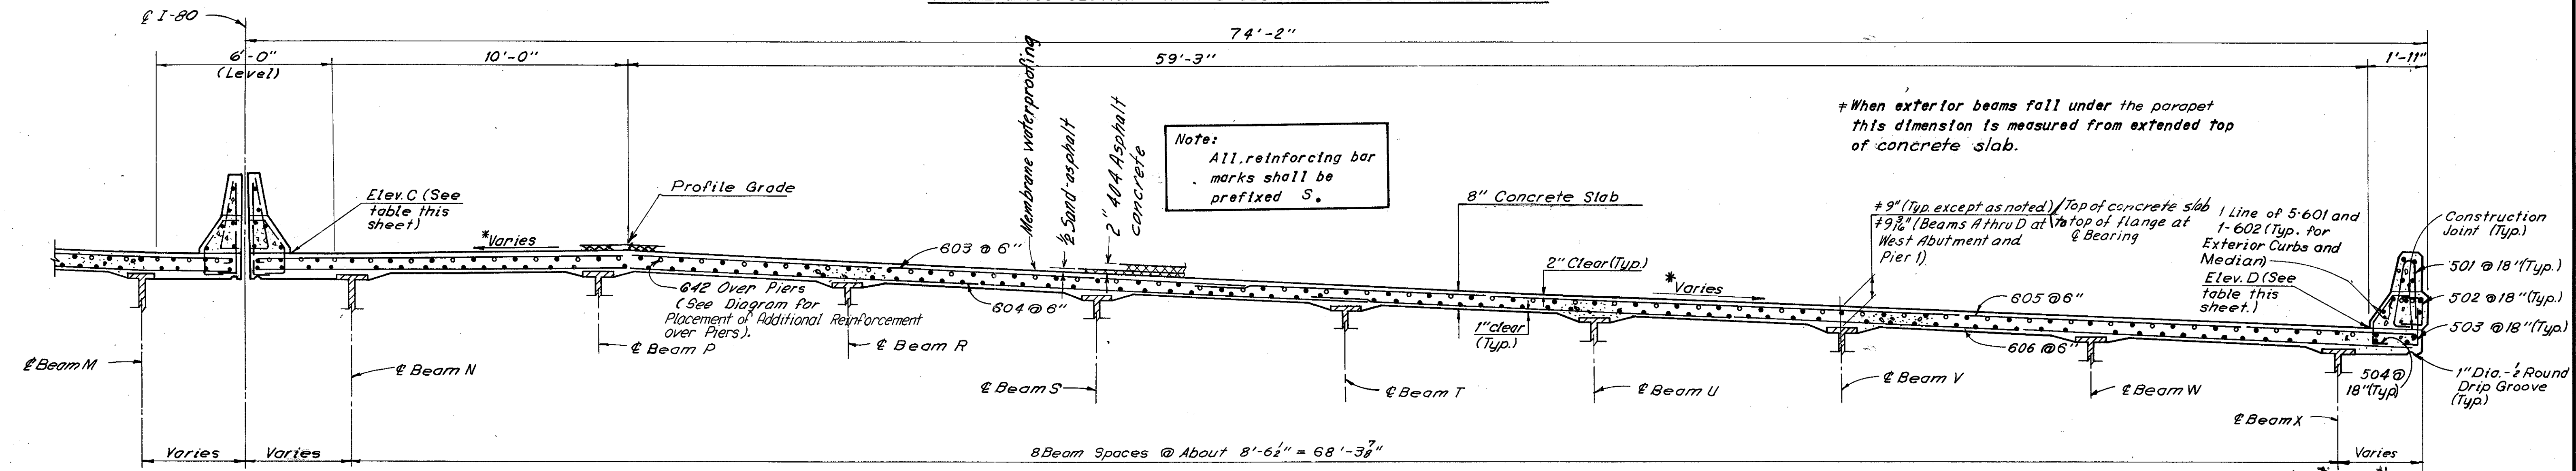 ℄ I-80
74'-2"
6'-0"
(Level)
10'-0"
59'-3"
1'-11"
Membrane waterproofing
½ Sand-asphalt
2" 404 Asphalt
concrete
Note:
All reinforcing bar
marks shall be
prefixed S.
‡ When exterior beams fall under the parapet
this dimension is measured from extended top
of concrete slab.
Elev. C (See
table this
sheet)
Profile Grade
*Varies
603 @ 6"
8" Concrete Slab
‡ 9" (Typ. except as noted)
‡ 9 3/16" (Beams A thru D at
West Abutment and
Pier 1)
Top of concrete slab
to top of flange at
℄ Bearing
1 Line of 5-601 and
1-602 (Typ. for
Exterior Curbs and
Median)
Elev. D (See
table this
sheet.)
Construction
Joint (Typ.)
501 @ 18" (Typ.)
502 @ 18" (Typ.)
503 @ 18" (Typ.)
504 @
18" (Typ)
1" Dia.-½ Round
Drip Groove
(Typ.)
642 Over Piers
(See Diagram for
Placement of Additional Reinforcement
over Piers).
604 @ 6"
2" Clear (Typ.)
1" clear
(Typ.)
*Varies
605 @ 6"
606 @ 6"
℄ Beam M
℄ Beam N
℄ Beam P
℄ Beam R
℄ Beam S
℄ Beam T
℄ Beam U
℄ Beam V
℄ Beam W
℄ Beam X
Varies
Varies
8 Beam Spaces @ About 8'-6½" = 68'-3⅞"
Varies